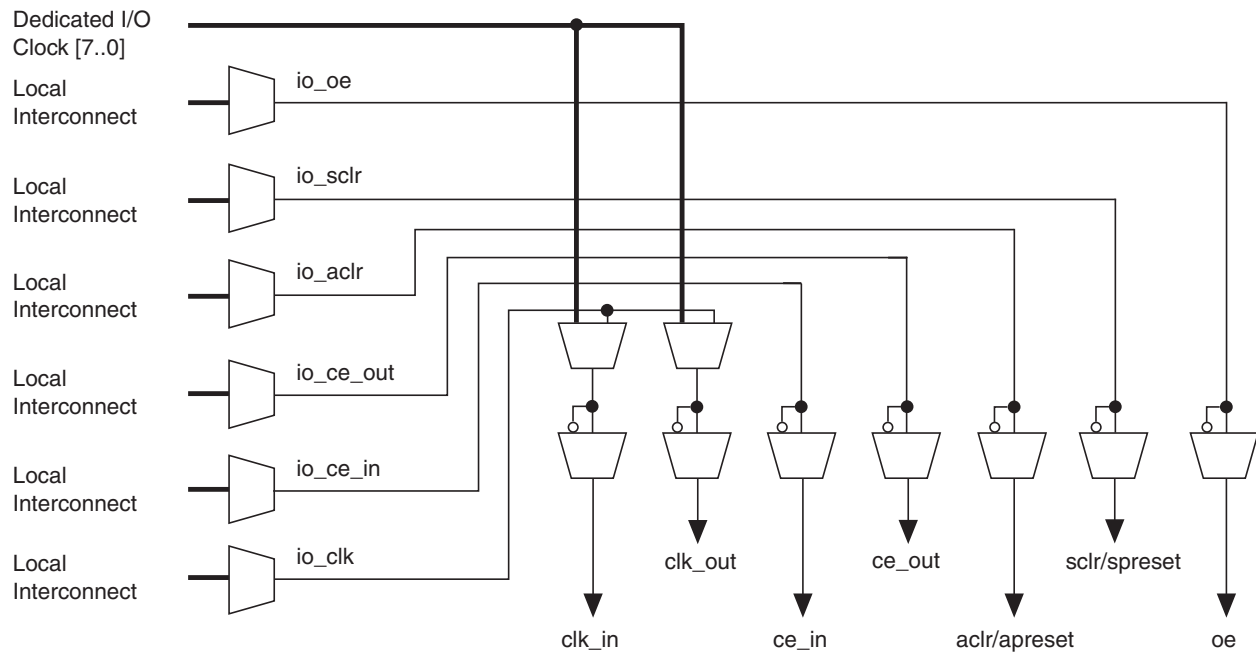 Dedicated I/O
Clock [7..0]
Local
Interconnect
io_oe
Local
Interconnect
io_sclr
Local
Interconnect
io_aclr
Local
Interconnect
io_ce_out
Local
Interconnect
io_ce_in
Local
Interconnect
io_clk
clk_out
ce_out
sclr/spreset
clk_in
ce_in
aclr/apreset
oe